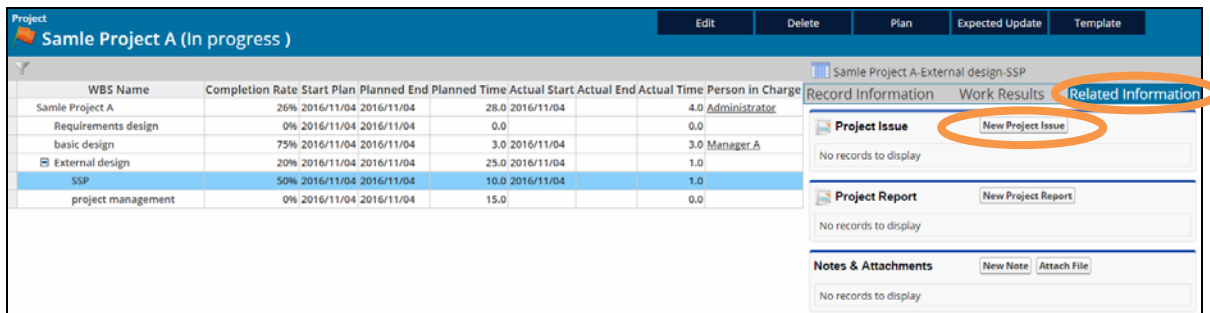 Project
Edit Delete Plan Expected Update Template
Samle Project A (In progress )
Samle Project A-External design-SSP
WBS Name Completion Rate Start Plan Planned End Planned Time Actual Start Actual End Actual Time Person in Charge
Record Information Work Results Related Information
Samle Project A 26% 2016/11/04 2016/11/04 28.0 2016/11/04 4.0 Administrator
Requirements design 0% 2016/11/04 2016/11/04 0.0 0.0
basic design 75% 2016/11/04 2016/11/04 3.0 2016/11/04 3.0 Manager A
External design 20% 2016/11/04 2016/11/04 25.0 2016/11/04 1.0
SSP 50% 2016/11/04 2016/11/04 10.0 2016/11/04 1.0
project management 0% 2016/11/04 2016/11/04 15.0 0.0
Project Issue New Project Issue
No records to display
Project Report New Project Report
No records to display
Notes & Attachments New Note Attach File
No records to display